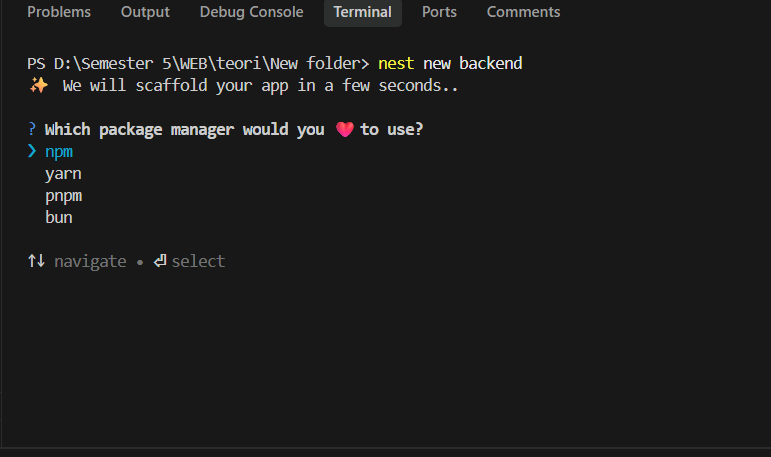 Problems Output Debug Console Terminal Ports Comments
PS D:\Semester 5\WEB\teori\New folder> nest new backend
✨ We will scaffold your app in a few seconds..
? Which package manager would you ❤️ to use?
❯ npm
yarn
pnpm
bun
↑↓ navigate • ⏎ select